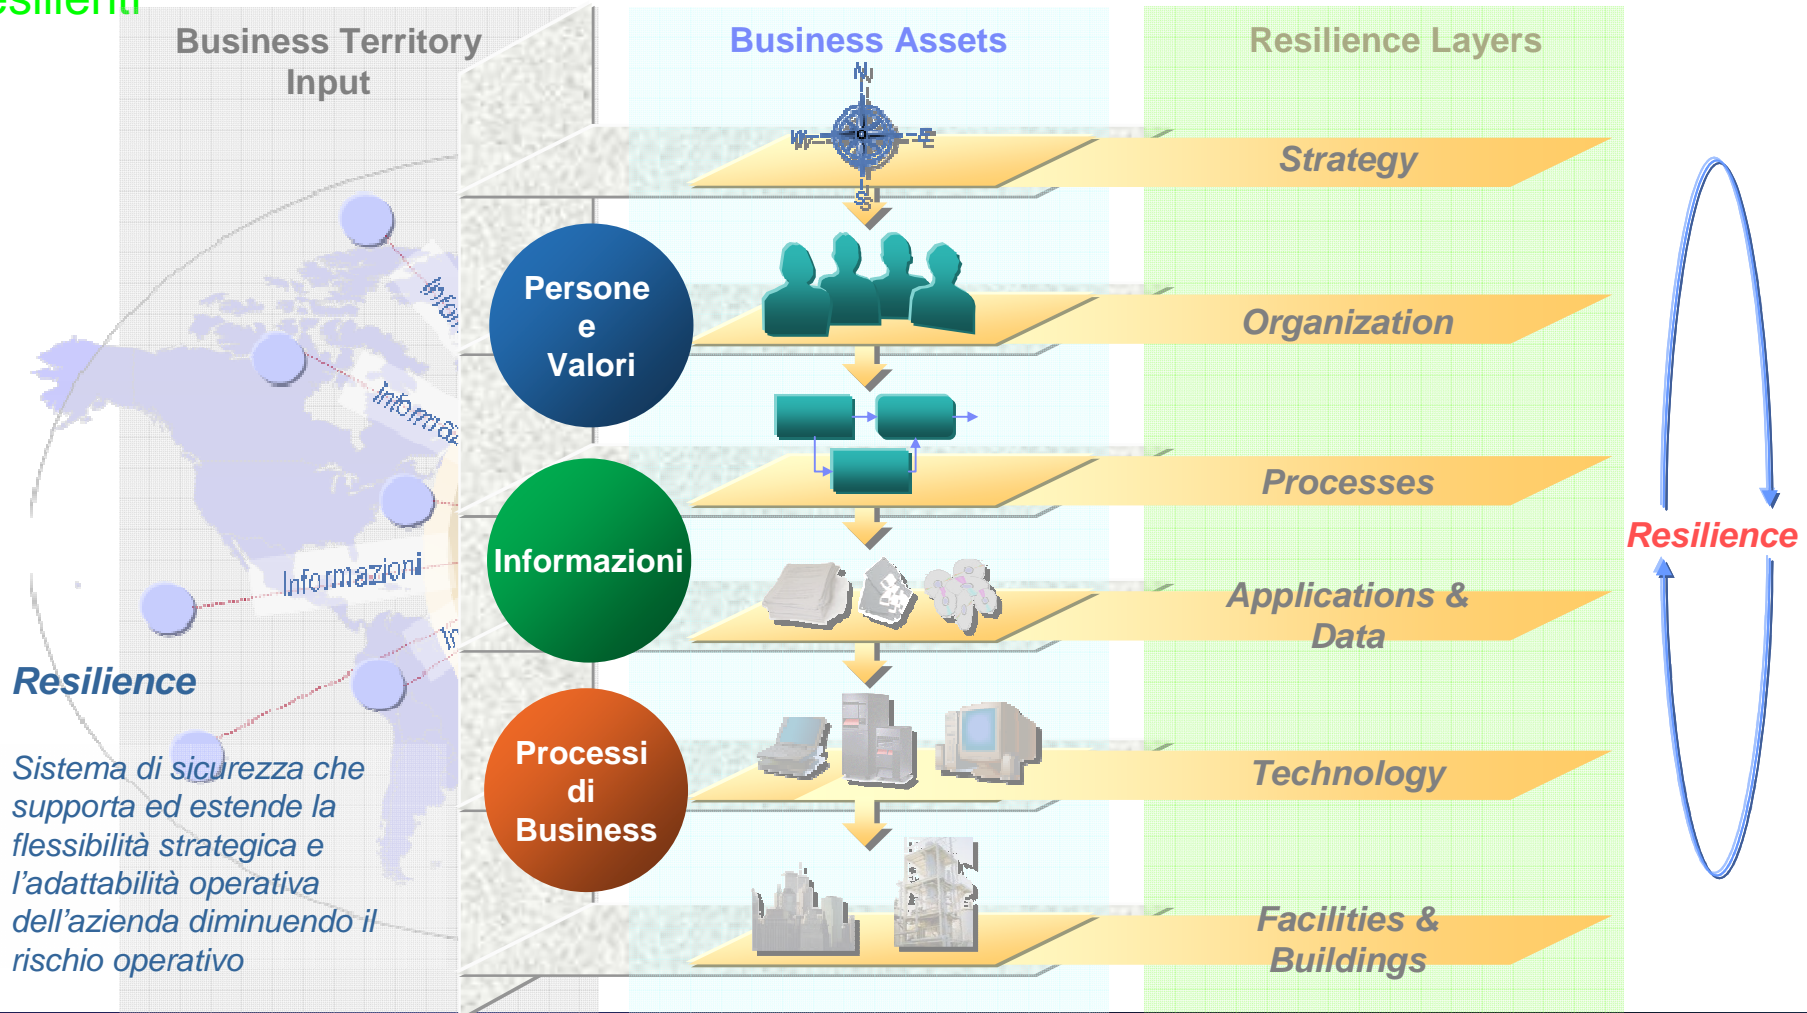 Business Territory
Input
Business Assets
Resilience Layers
N
W
E
S
Strategy
Persone
e
Valori
Organization
Processes
Informazioni
Informazioni
Resilience
Applications &
Data
Resilience
Processi
di
Business
Technology
Sistema di sicurezza che
supporta ed estende la
flessibilità strategica e
l’adattabilità operativa
dell’azienda diminuendo il
rischio operativo
Facilities &
Buildings